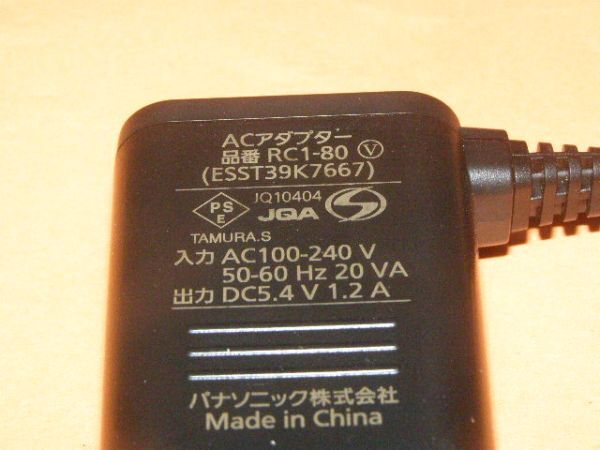 ACアダプター
品番 RC1-80 Ⓥ
(ESST39K7667)
PS
E
JQ10404
JQA
S
TAMURA.S
入力 AC100-240 V
50-60 Hz 20 VA
出力 DC5.4 V 1.2 A
パナソニック株式会社
Made in China